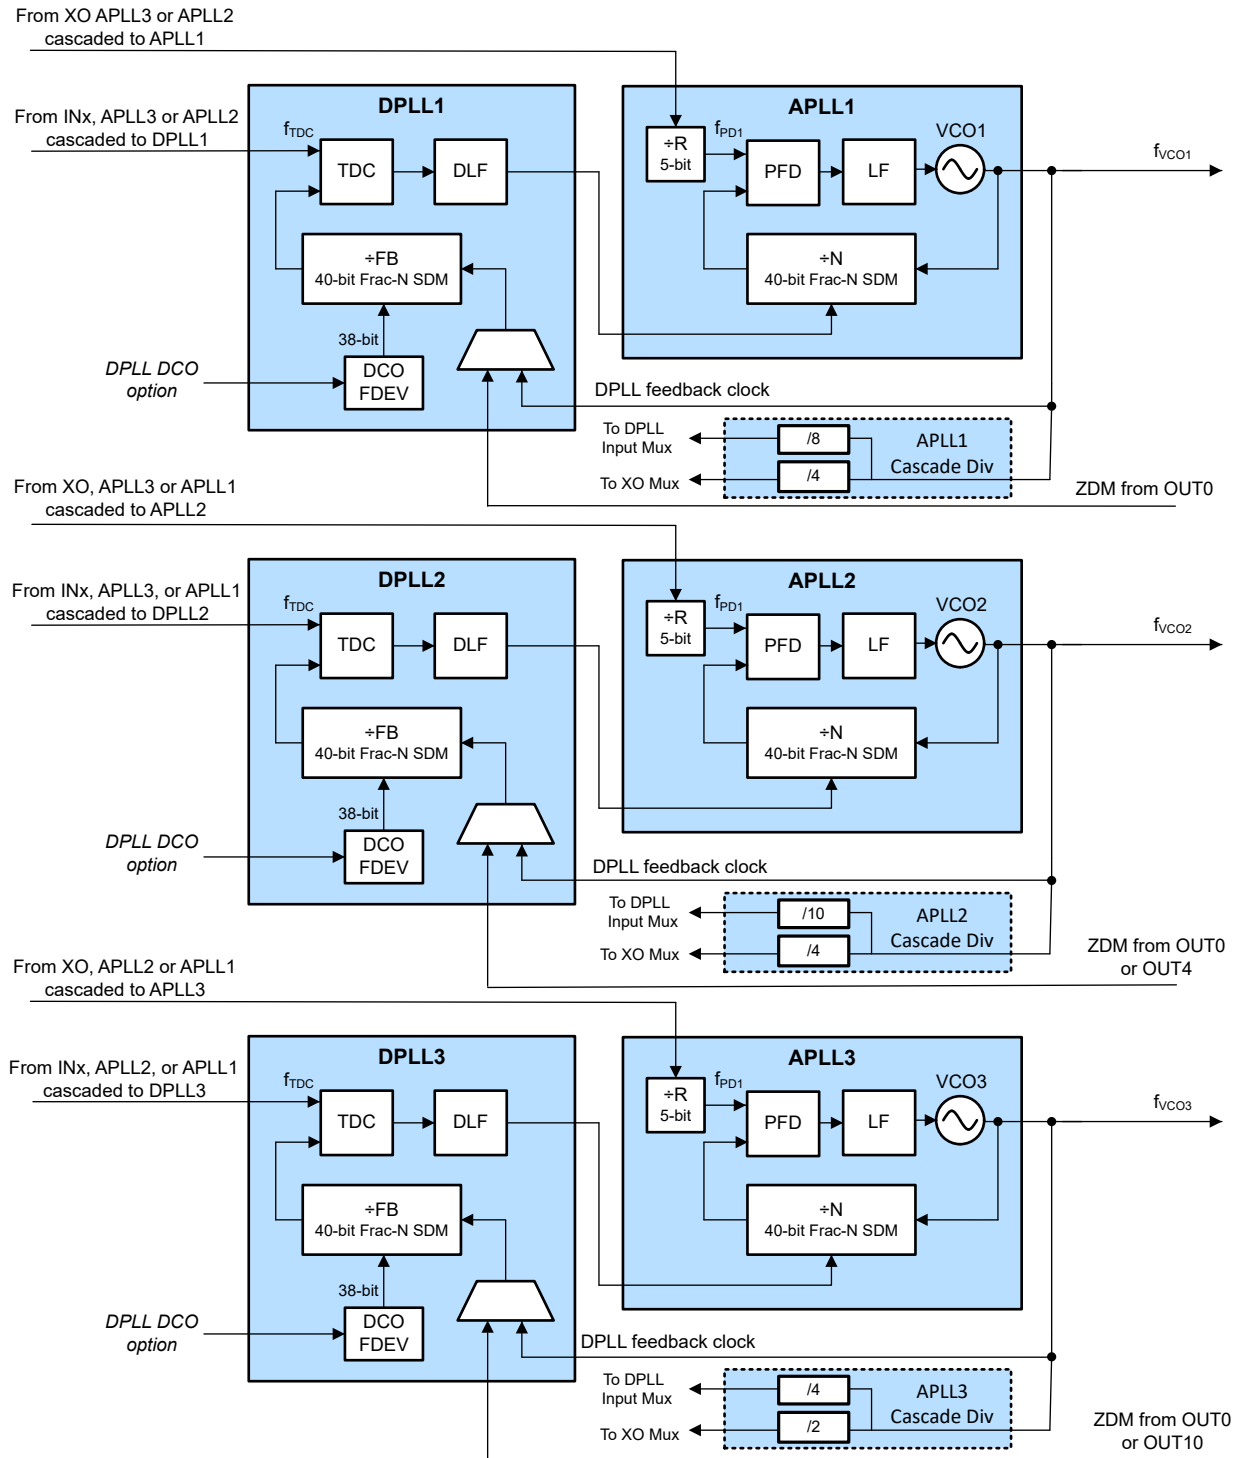 From XO APLL3 or APLL2
cascaded to APLL1
DPLL1
APLL1
From INx, APLL3 or APLL2
cascaded to DPLL1
fTDC
TDC
DLF
÷R
5-bit
fPD1
PFD
LF
VCO1
fVCO1
÷FB
40-bit Frac-N SDM
÷N
40-bit Frac-N SDM
38-bit
DPLL DCO
option
DCO
FDEV
DPLL feedback clock
To DPLL
Input Mux
/8
APLL1
Cascade Div
To XO Mux
/4
ZDM from OUT0
From XO, APLL3 or APLL1
cascaded to APLL2
DPLL2
APLL2
From INx, APLL3, or APLL1
cascaded to DPLL2
fTDC
TDC
DLF
÷R
5-bit
fPD1
PFD
LF
VCO2
fVCO2
÷FB
40-bit Frac-N SDM
÷N
40-bit Frac-N SDM
38-bit
DPLL DCO
option
DCO
FDEV
DPLL feedback clock
To DPLL
Input Mux
/10
APLL2
Cascade Div
To XO Mux
/4
ZDM from OUT0
or OUT4
From XO, APLL2 or APLL1
cascaded to APLL3
DPLL3
APLL3
From INx, APLL2, or APLL1
cascaded to DPLL3
fTDC
TDC
DLF
÷R
5-bit
fPD1
PFD
LF
VCO3
fVCO3
÷FB
40-bit Frac-N SDM
÷N
40-bit Frac-N SDM
38-bit
DPLL DCO
option
DCO
FDEV
DPLL feedback clock
To DPLL
Input Mux
/4
APLL3
Cascade Div
To XO Mux
/2
ZDM from OUT0
or OUT10